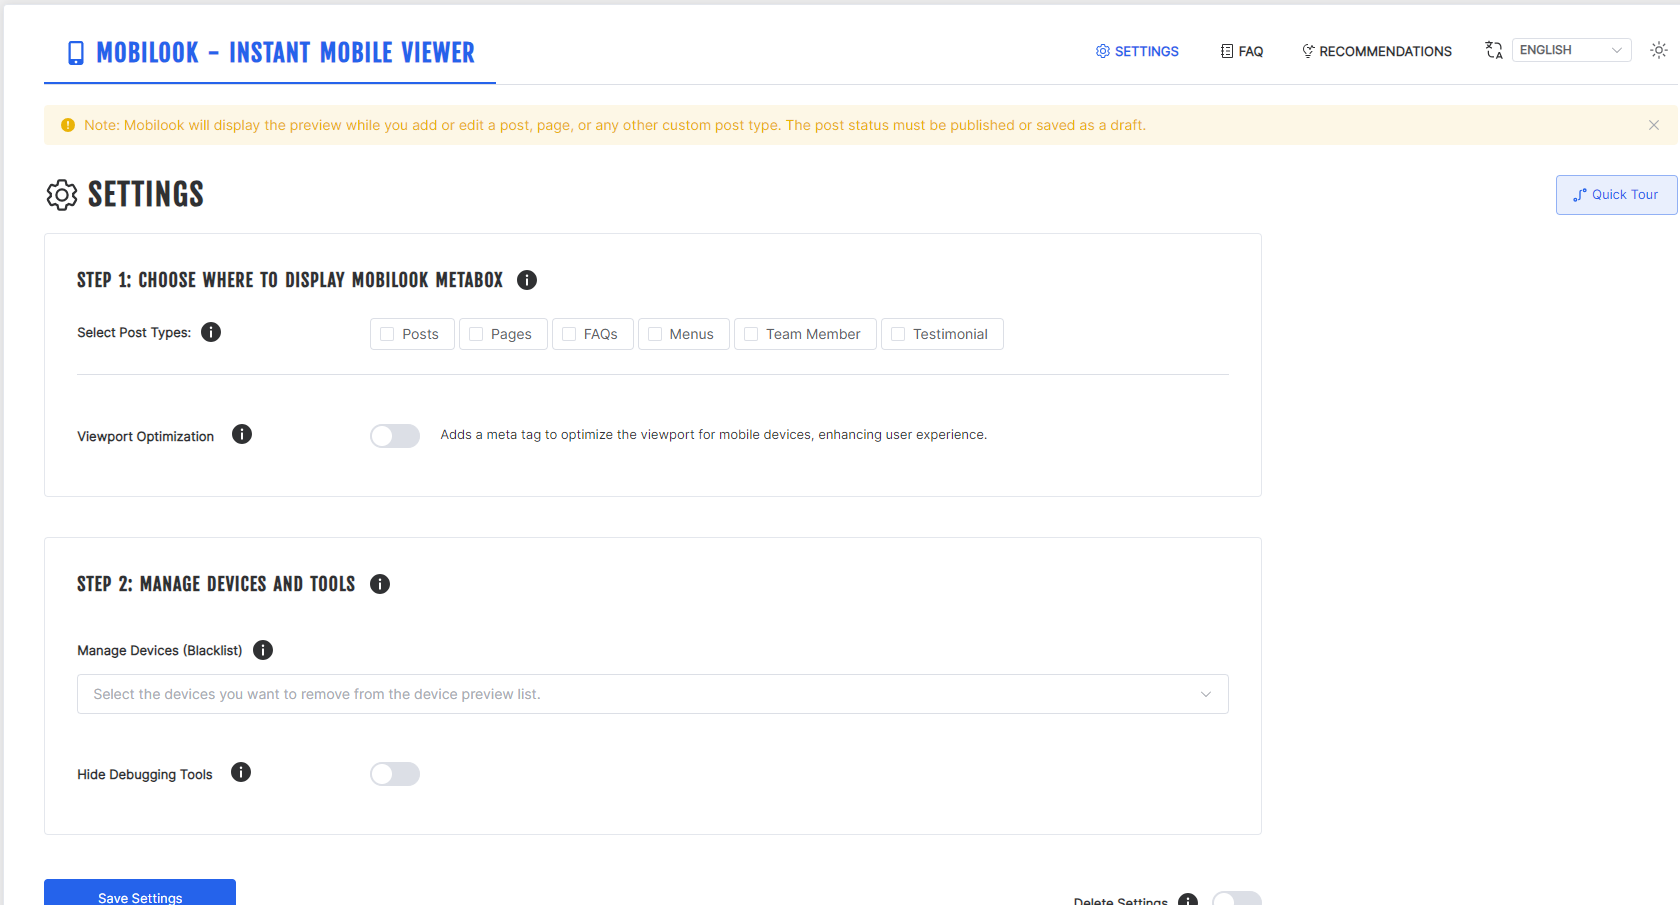 MOBILOOK - INSTANT MOBILE VIEWER
SETTINGS
FAQ
RECOMMENDATIONS
ENGLISH
Note: Mobilook will display the preview while you add or edit a post, page, or any other custom post type. The post status must be published or saved as a draft.
SETTINGS
Quick Tour
STEP 1: CHOOSE WHERE TO DISPLAY MOBILOOK METABOX
Select Post Types:
Posts
Pages
FAQs
Menus
Team Member
Testimonial
Viewport Optimization
Adds a meta tag to optimize the viewport for mobile devices, enhancing user experience.
STEP 2: MANAGE DEVICES AND TOOLS
Manage Devices (Blacklist)
Select the devices you want to remove from the device preview list.
Hide Debugging Tools
Save Settings
Delete Settings